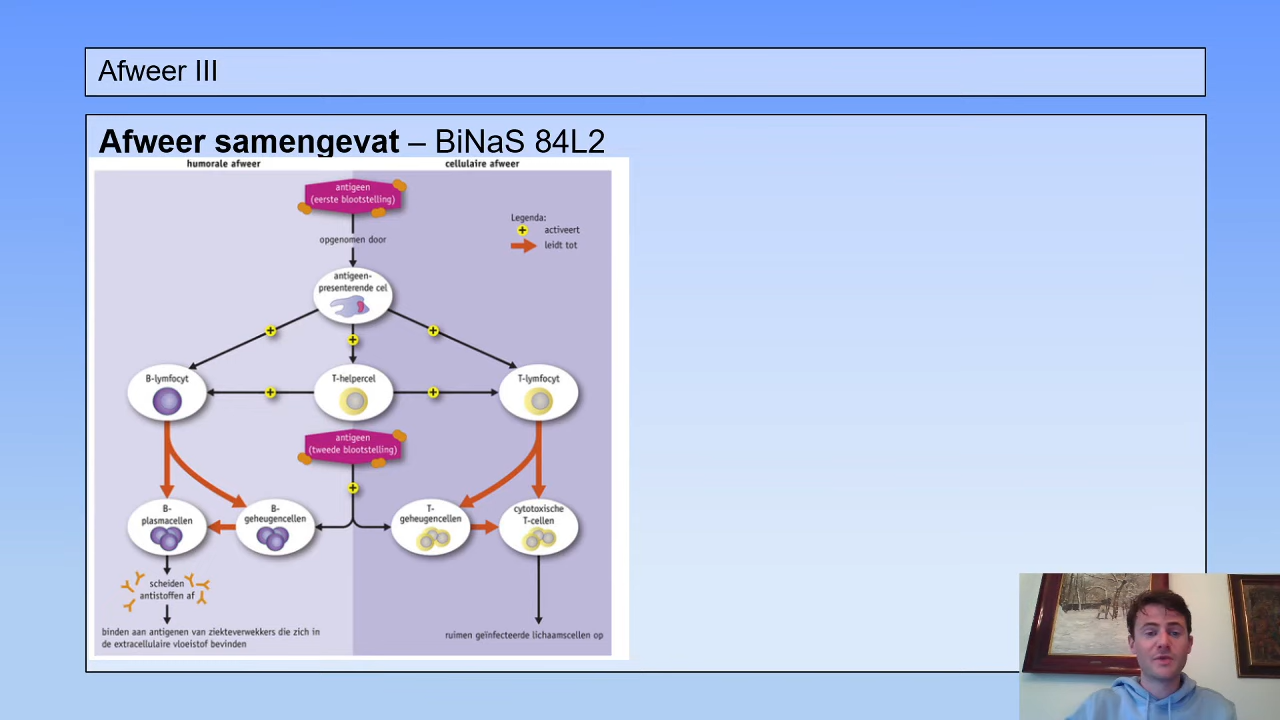 Afweer III
Afweer samengevat – BiNaS 84L2
humorale afweer
cellulaire afweer
antigeen
(eerste blootstelling)
Legenda:
activeert
leidt tot
opgenomen door
antigeen-
presenterende cel
B-lymfocyt
T-helpercel
T-lymfocyt
antigeen
(tweede blootstelling)
B-
plasmacellen
B-
geheugencellen
T-
geheugencellen
cytotoxische
T-cellen
scheiden
antistoffen af
binden aan antigenen van ziekteverwekkers die zich in
de extracellulaire vloeistof bevinden
ruimen geïnfecteerde lichaamscellen op